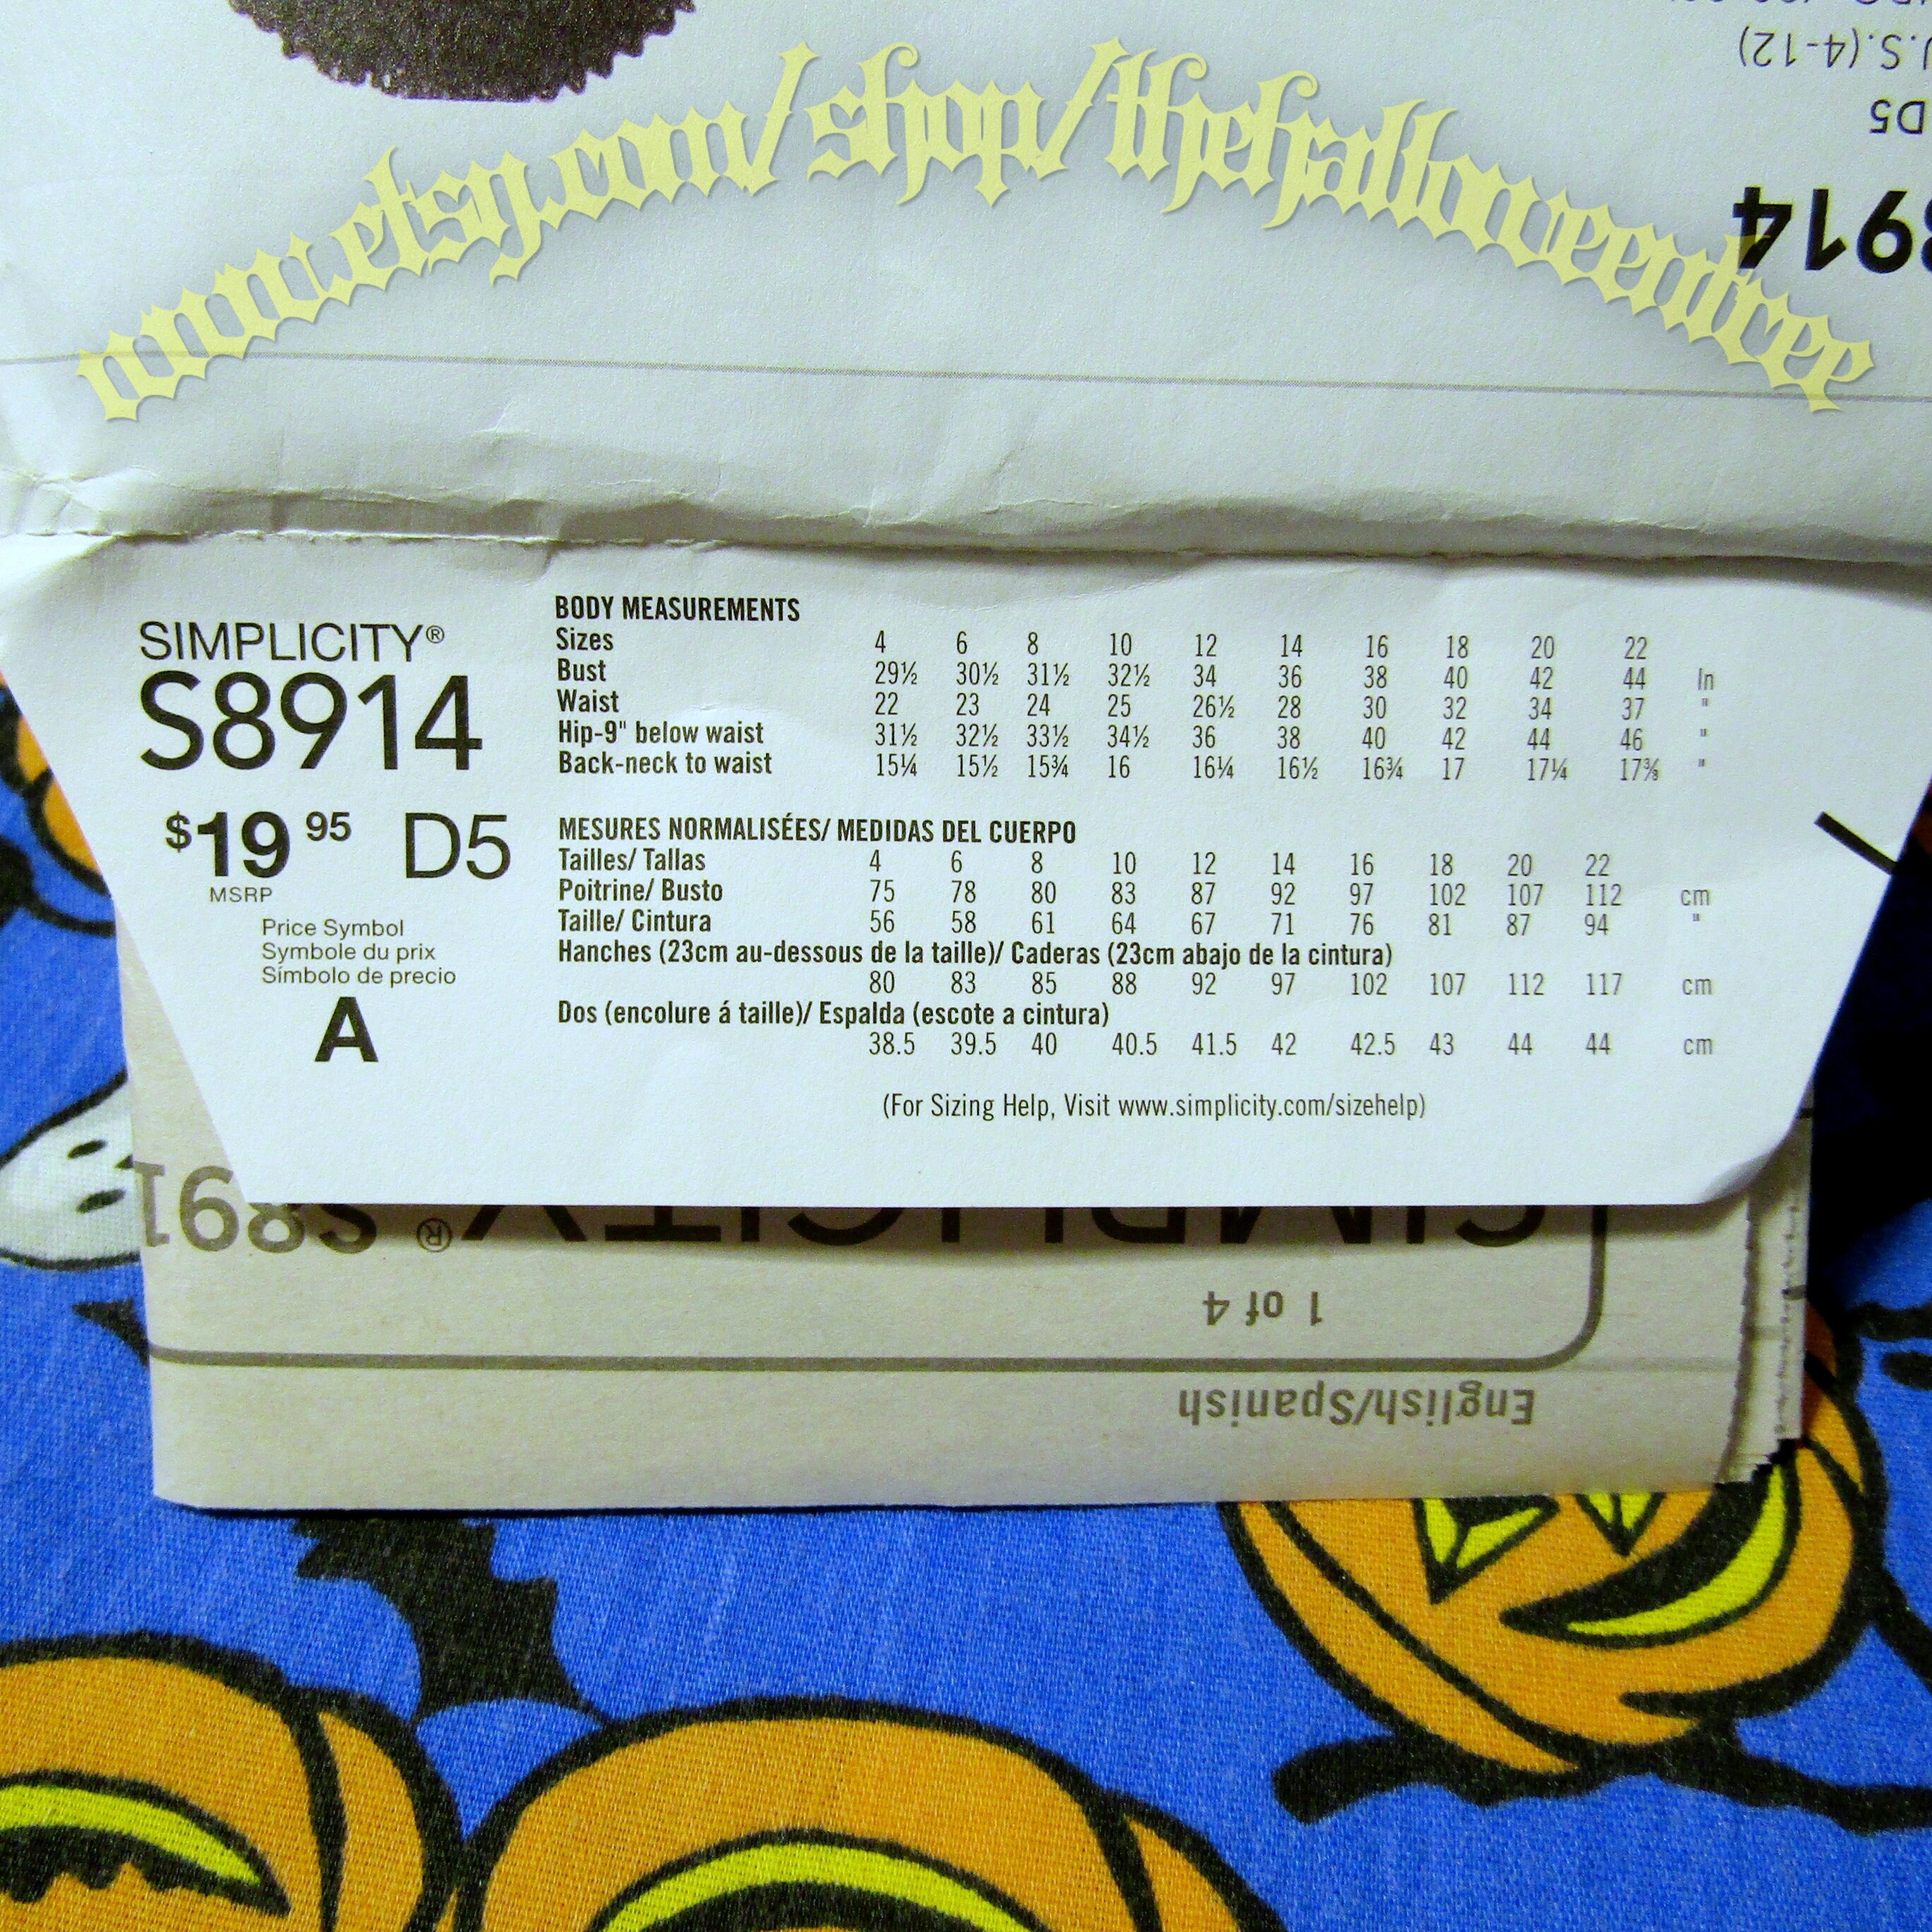 U.S.(4-12)
D5
8914
www.etsy.com/shop/thehalloweentree
SIMPLICITY®
S8914
$19 95 D5
MSRP
Price Symbol
Symbole du prix
Símbolo de precio
A
BODY MEASUREMENTS
Sizes 4 6 8 10 12 14 16 18 20 22
Bust 29½ 30½ 31½ 32½ 34 36 38 40 42 44 In
Waist 22 23 24 25 26½ 28 30 32 34 37 "
Hip-9" below waist 31½ 32½ 33½ 34½ 36 38 40 42 44 46 "
Back-neck to waist 15¼ 15½ 15¾ 16 16¼ 16½ 16¾ 17 17¼ 17⅜ "
MESURES NORMALISÉES/ MEDIDAS DEL CUERPO
Tailles/ Tallas 4 6 8 10 12 14 16 18 20 22
Poitrine/ Busto 75 78 80 83 87 92 97 102 107 112 cm
Taille/ Cintura 56 58 61 64 67 71 76 81 87 94 "
Hanches (23cm au-dessous de la taille)/ Caderas (23cm abajo de la cintura)
80 83 85 88 92 97 102 107 112 117 cm
Dos (encolure á taille)/ Espalda (escote a cintura)
38.5 39.5 40 40.5 41.5 42 42.5 43 44 44 cm
(For Sizing Help, Visit www.simplicity.com/sizehelp)
SIMPLICITY® S891
1 of 4
English/Spanish